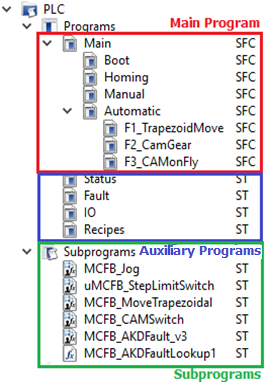 PLC
Programs
Main Program
Main SFC
Boot SFC
Homing SFC
Manual SFC
Automatic SFC
F1_TrapezoidMove SFC
F2_CamGear SFC
F3_CAMonFly SFC
Status ST
Fault ST
IO ST
Recipes ST
Subprograms Auxiliary Programs
MCFB_Jog ST
uMCFB_StepLimitSwitch ST
MCFB_MoveTrapezoidal ST
MCFB_CAMSwitch ST
MCFB_AKDFault_v3 ST
MCFB_AKDFaultLookup1 ST
Subprograms